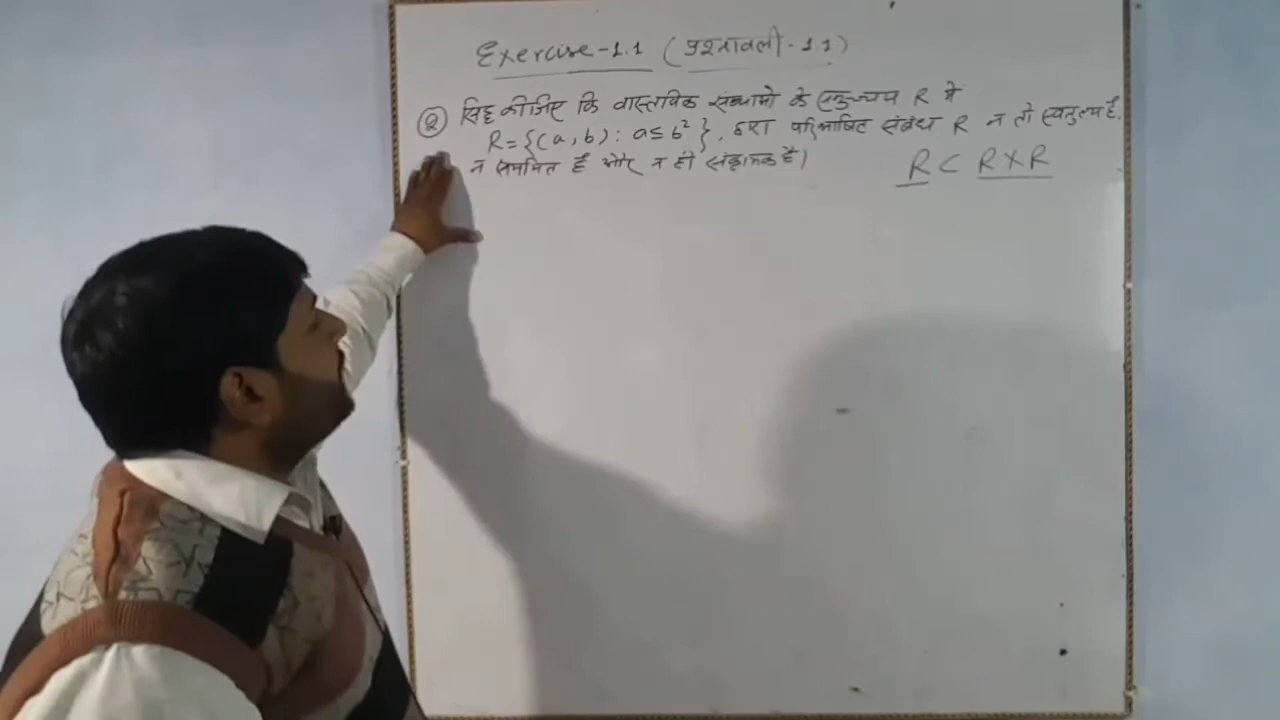 Exercise-1.1 (प्रश्नावली-1.1)
② सिद्ध कीजिए कि वास्तविक संख्याओं के समुच्चय R में
R = {(a, b) : a ≤ b²}, द्वारा परिभाषित संबंध R न तो स्वतुल्य है,
न सममित है और न ही संक्रामक है।
R ⊂ R X R